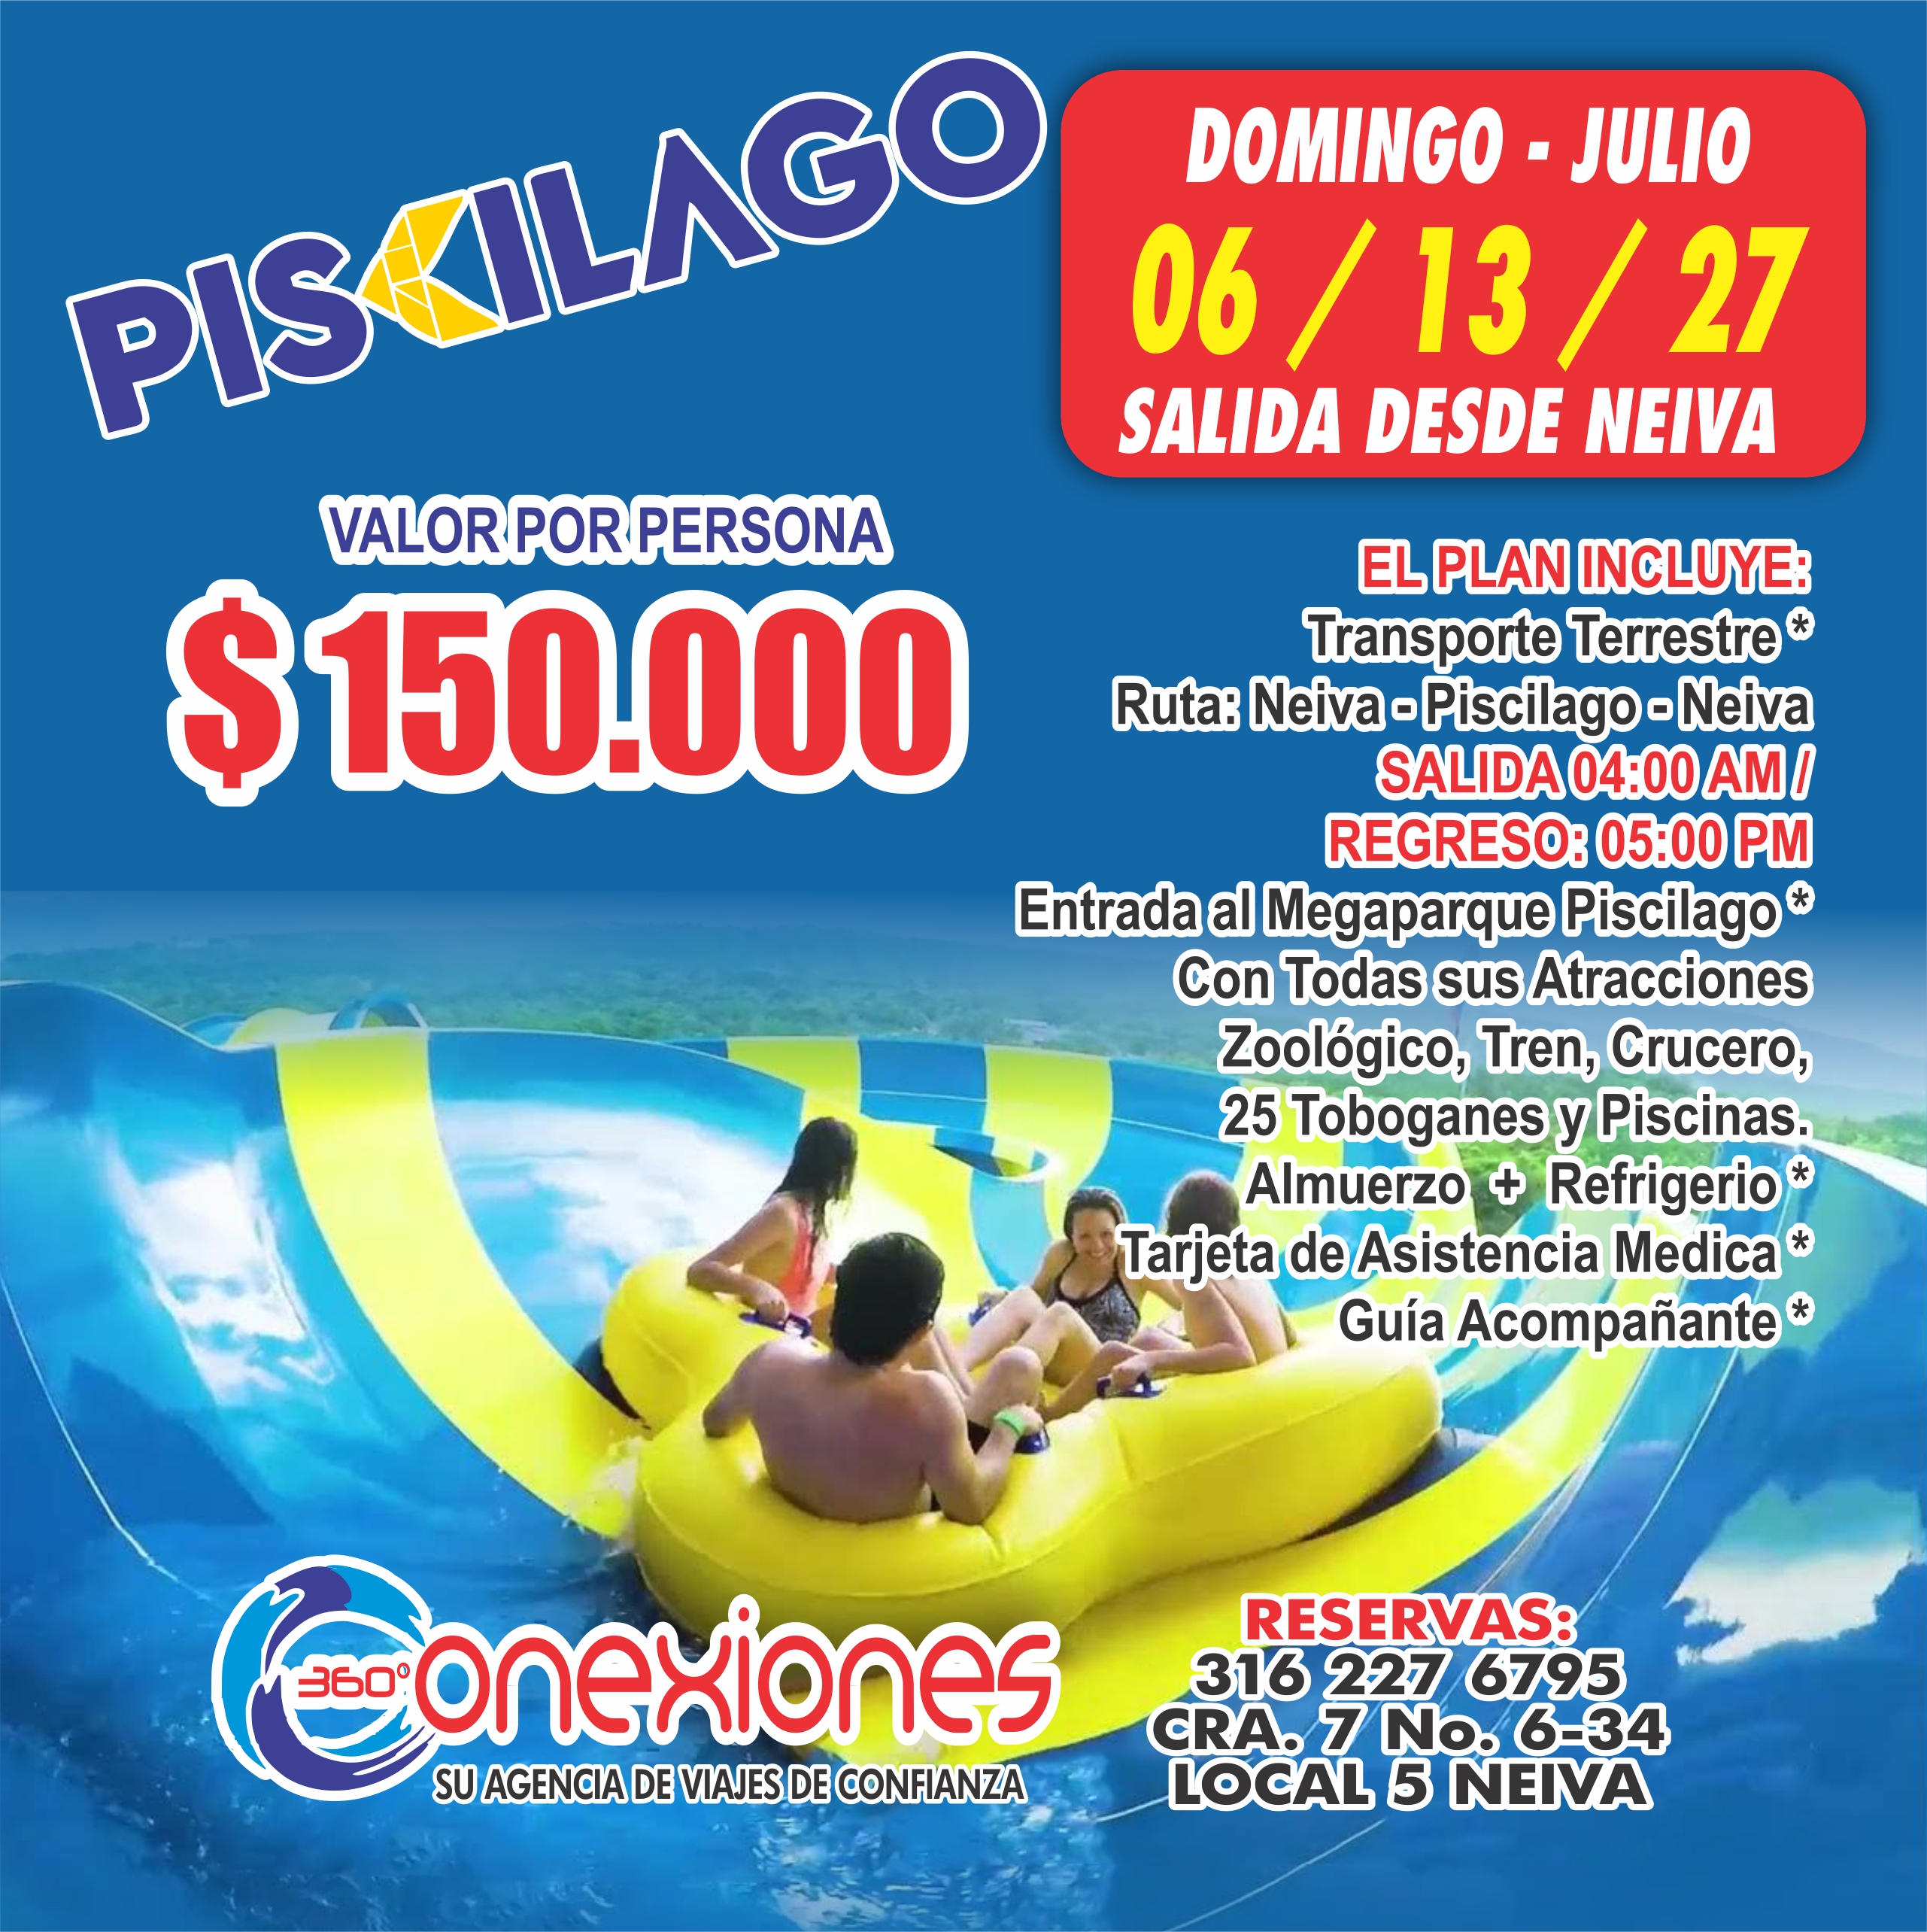 PISKILAGO
DOMINGO - JULIO
06 / 13 / 27
SALIDA DESDE NEIVA
VALOR POR PERSONA
$ 150.000
EL PLAN INCLUYE:
Transporte Terrestre *
Ruta: Neiva - Piscilago - Neiva
SALIDA 04:00 AM /
REGRESO: 05:00 PM
Entrada al Megaparque Piscilago *
Con Todas sus Atracciones
Zoológico, Tren, Crucero,
25 Toboganes y Piscinas.
Almuerzo + Refrigerio *
Tarjeta de Asistencia Medica *
Guía Acompañante *
360° Conexiones
SU AGENCIA DE VIAJES DE CONFIANZA
RESERVAS:
316 227 6795
CRA. 7 No. 6-34
LOCAL 5 NEIVA